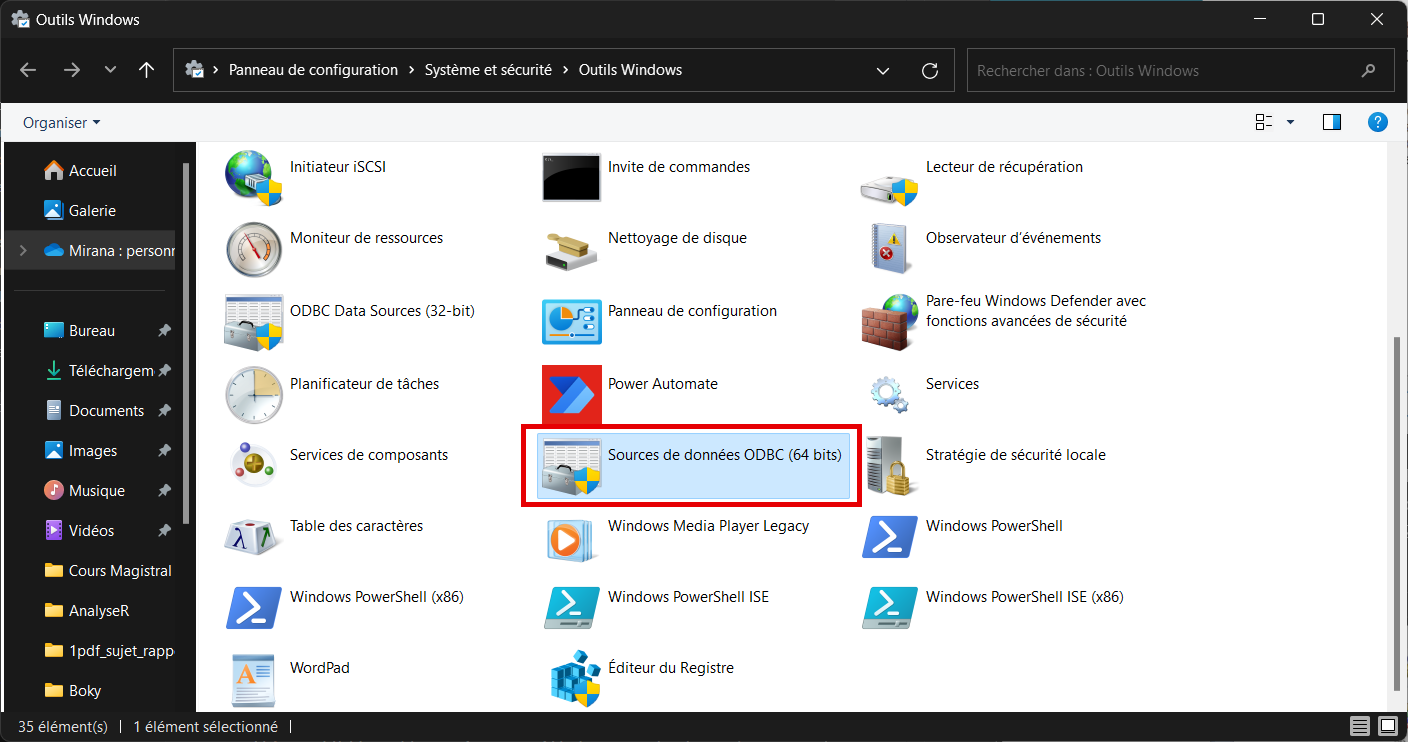 Outils Windows
Panneau de configuration > Système et sécurité > Outils Windows
Rechercher dans : Outils Windows
Organiser
Accueil
Galerie
Mirana : personr
Bureau
Téléchargem
Documents
Images
Musique
Vidéos
Cours Magistral
AnalyseR
1pdf_sujet_rapp
Boky
Initiateur iSCSI
Invite de commandes
Lecteur de récupération
Moniteur de ressources
Nettoyage de disque
Observateur d'événements
ODBC Data Sources (32-bit)
Panneau de configuration
Pare-feu Windows Defender avec
fonctions avancées de sécurité
Planificateur de tâches
Power Automate
Services
Services de composants
Sources de données ODBC (64 bits)
Stratégie de sécurité locale
Table des caractères
Windows Media Player Legacy
Windows PowerShell
Windows PowerShell (x86)
Windows PowerShell ISE
Windows PowerShell ISE (x86)
WordPad
Éditeur du Registre
35 élément(s) | 1 élément sélectionné |